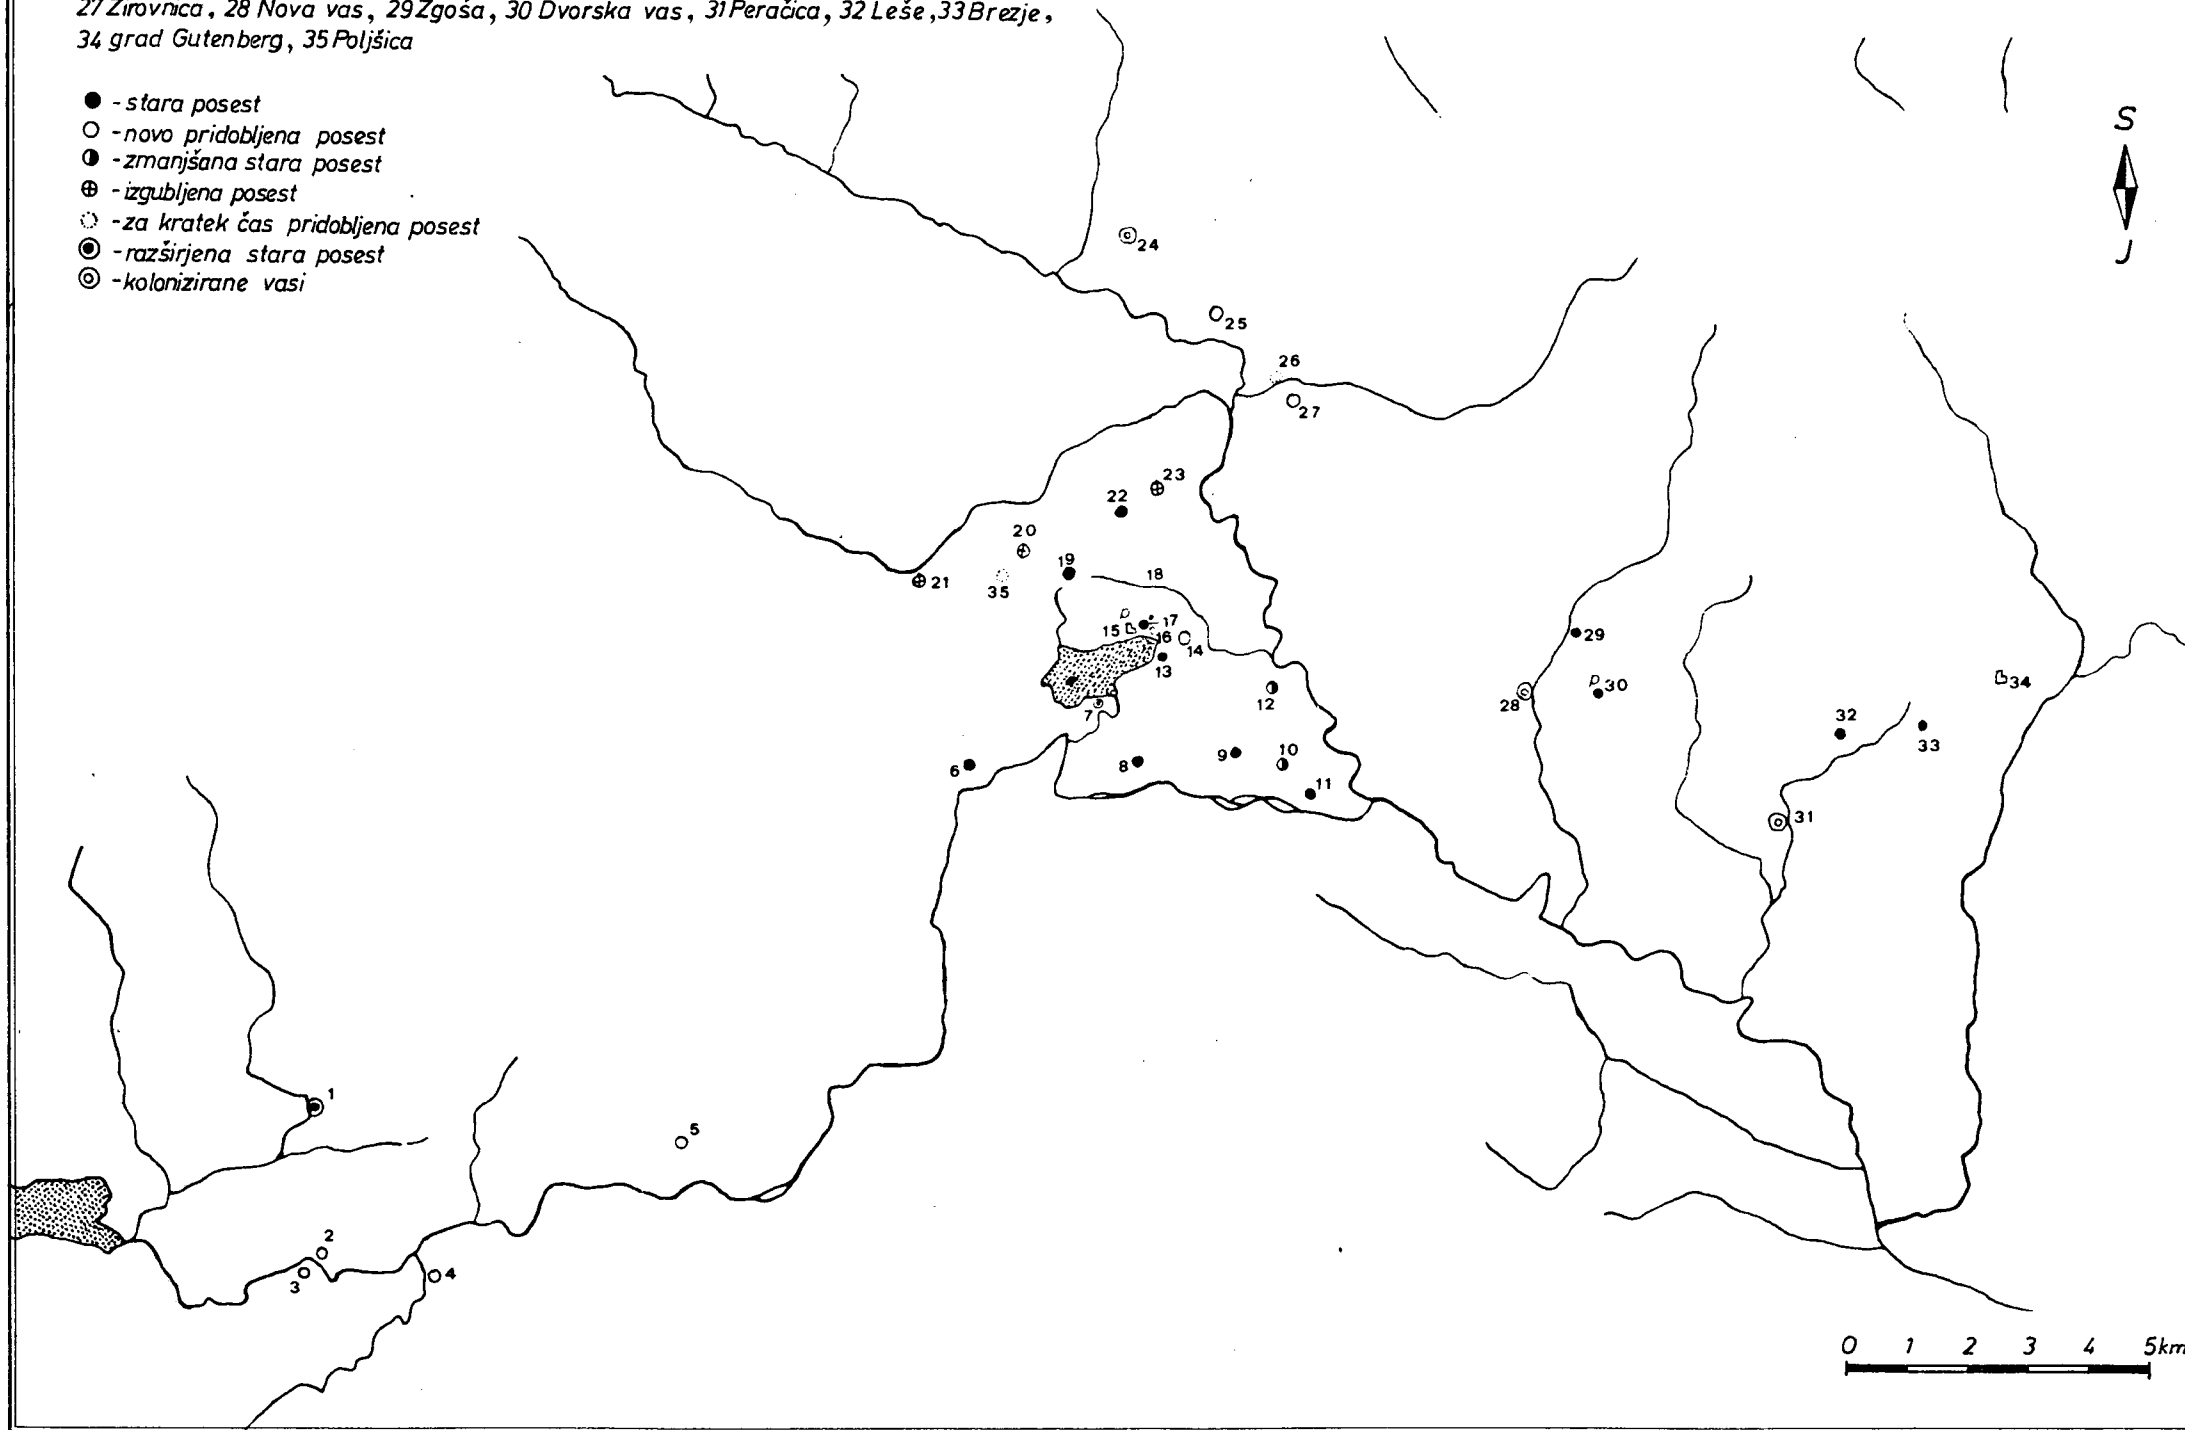 27 Žirovnica, 28 Nova vas, 29 Zgoša, 30 Dvorska vas, 31 Peračica, 32 Leše, 33 Brezje,
34 grad Gutenberg, 35 Poljšica
- stara posest
- novo pridobljena posest
- zmanjšana stara posest
- izgubljena posest
- za kratek čas pridobljena posest
- razširjena stara posest
- kolonizirane vasi
S
J
24
25
26
27
23
22
20
19
21
35
18
p
15
17
16
14
13
29
p 30
28
34
12
7
32
33
6
8
9
10
11
31
1
5
2
3
4
0 1 2 3 4 5km